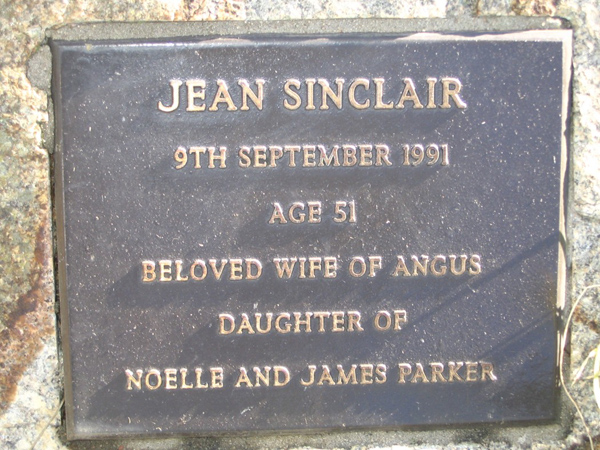 JEAN SINCLAIR
9TH SEPTEMBER 1991
AGE 51
BELOVED WIFE OF ANGUS
DAUGHTER OF
NOELLE AND JAMES PARKER